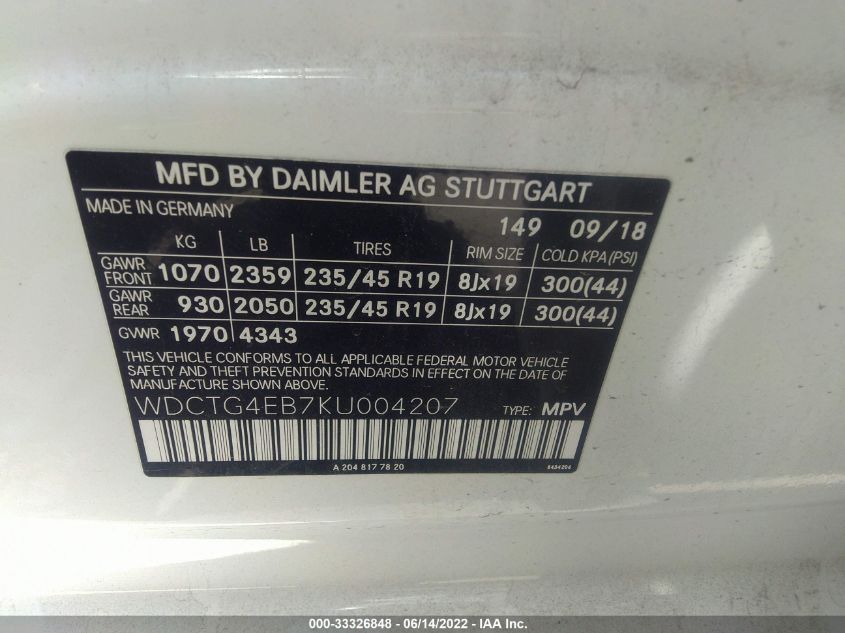 MFD BY DAIMLER AG STUTTGART
MADE IN GERMANY
149 09/18
KG LB TIRES RIM SIZE COLD KPA (PSI)
GAWR FRONT 1070 2359 235/45 R19 8Jx19 300(44)
GAWR REAR 930 2050 235/45 R19 8Jx19 300(44)
GVWR 1970 4343
THIS VEHICLE CONFORMS TO ALL APPLICABLE FEDERAL MOTOR VEHICLE
SAFETY AND THEFT PREVENTION STANDARDS IN EFFECT ON THE DATE OF
MANUFACTURE SHOWN ABOVE.
WDCTG4EB7KU004207 TYPE: MPV
A 204 817 78 20
000-33326848 - 06/14/2022 - IAA Inc.